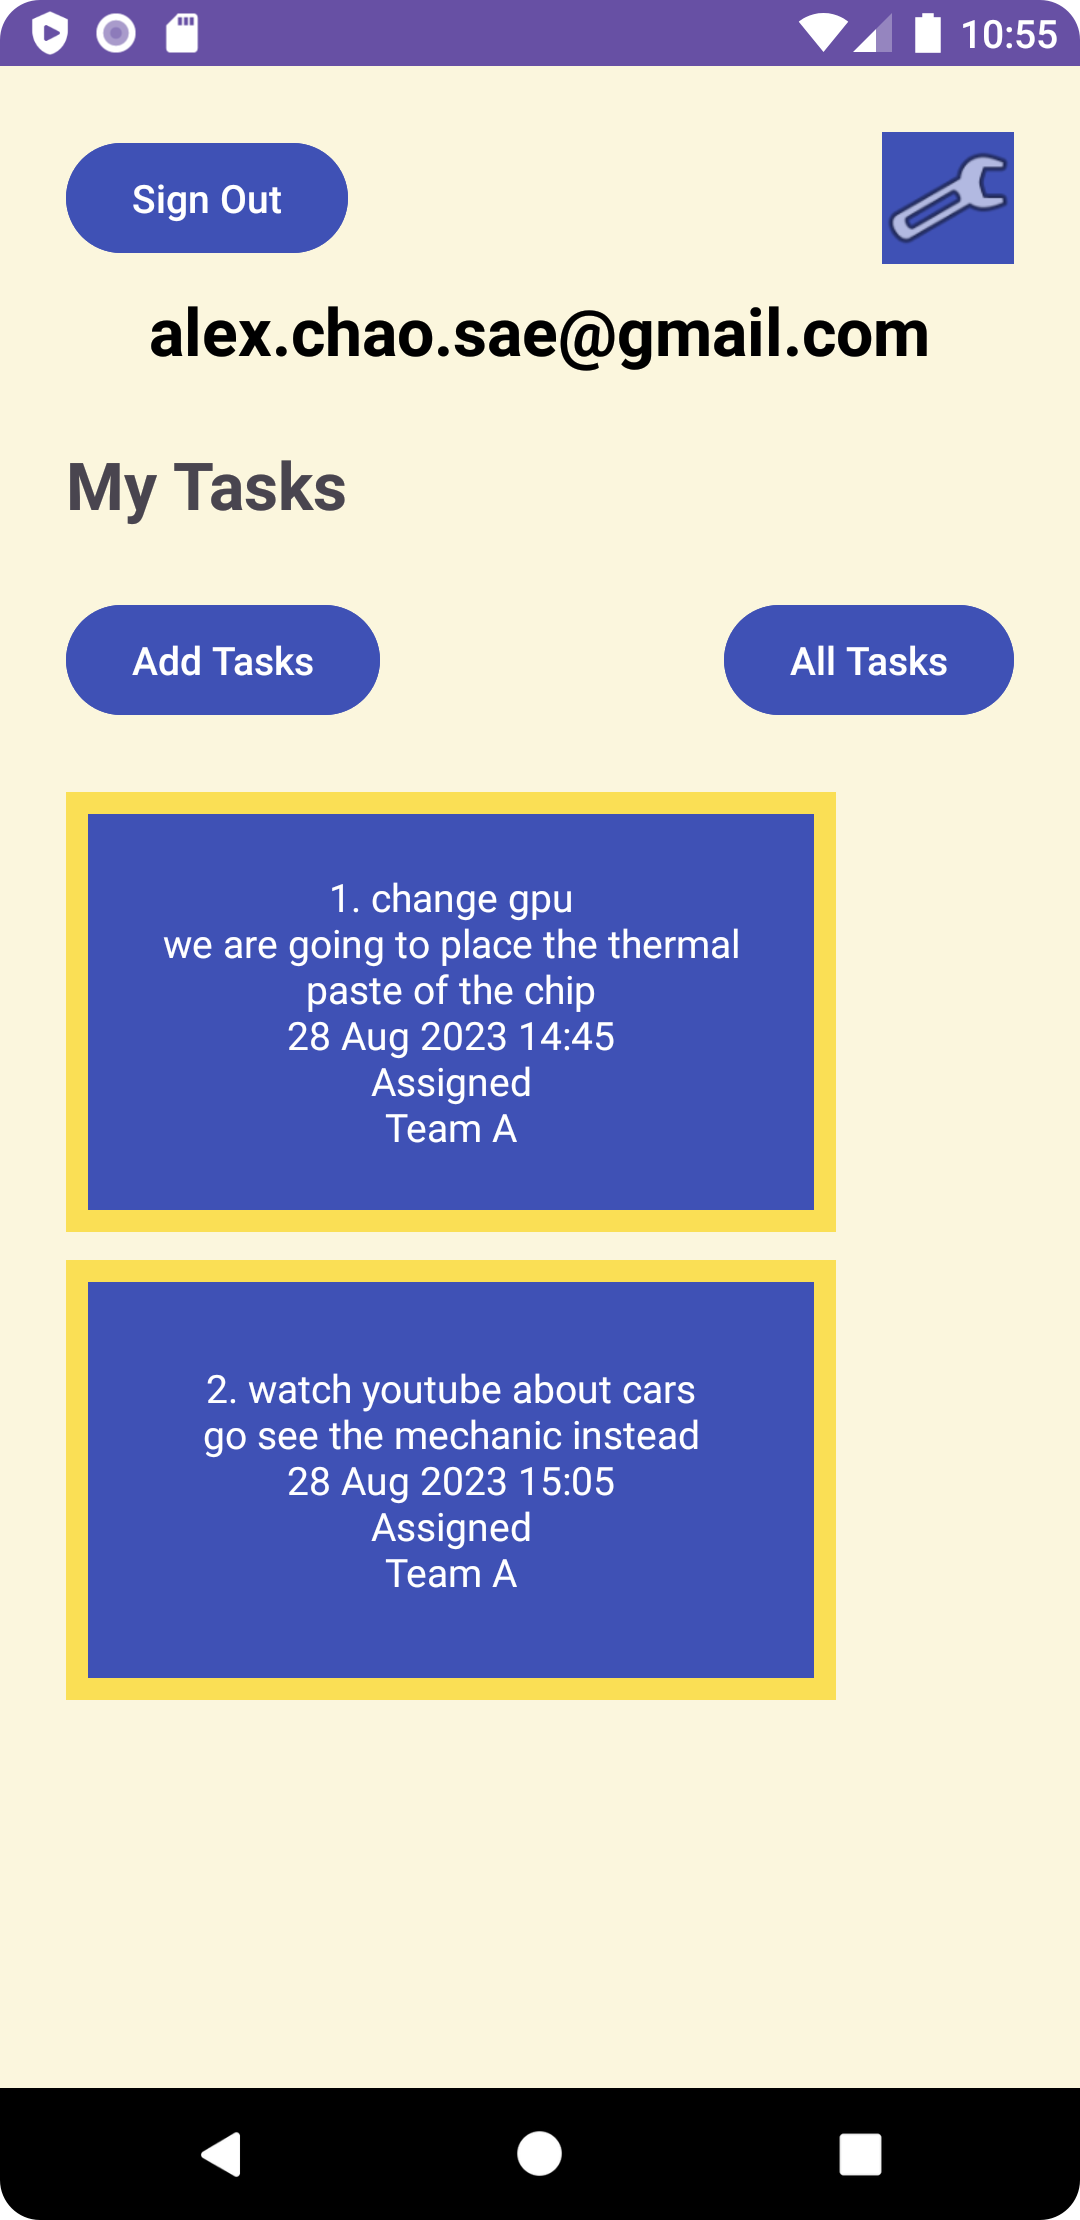 10:55
Sign Out
alex.chao.sae@gmail.com
My Tasks
Add Tasks
All Tasks
1. change gpu
we are going to place the thermal
paste of the chip
28 Aug 2023 14:45
Assigned
Team A
2. watch youtube about cars
go see the mechanic instead
28 Aug 2023 15:05
Assigned
Team A